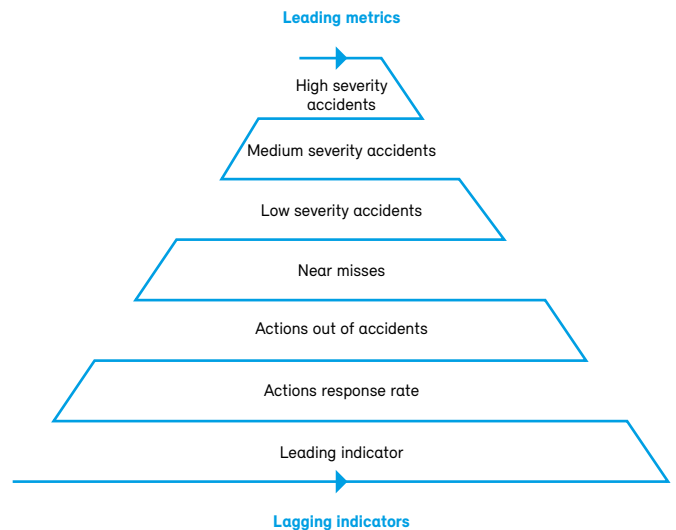 Leading metrics
High severity
accidents
Medium severity accidents
Low severity accidents
Near misses
Actions out of accidents
Actions response rate
Leading indicator
Lagging indicators